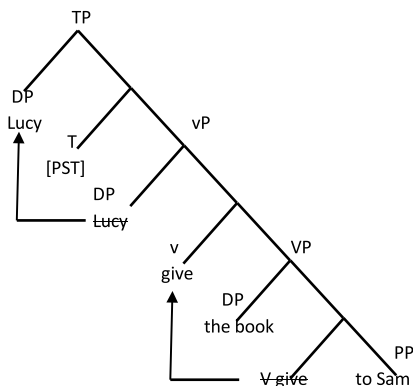 TP
DP
Lucy
T
[PST]
vP
DP
Lucy
v
give
VP
DP
the book
V give
PP
to Sam